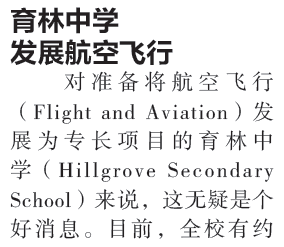 育林中学
发展航空飞行
对准备将航空飞行
（Flight and Aviation）发
展为专长项目的育林中
学（Hillgrove Secondary
School）来说，这无疑是个
好消息。目前，全校有约